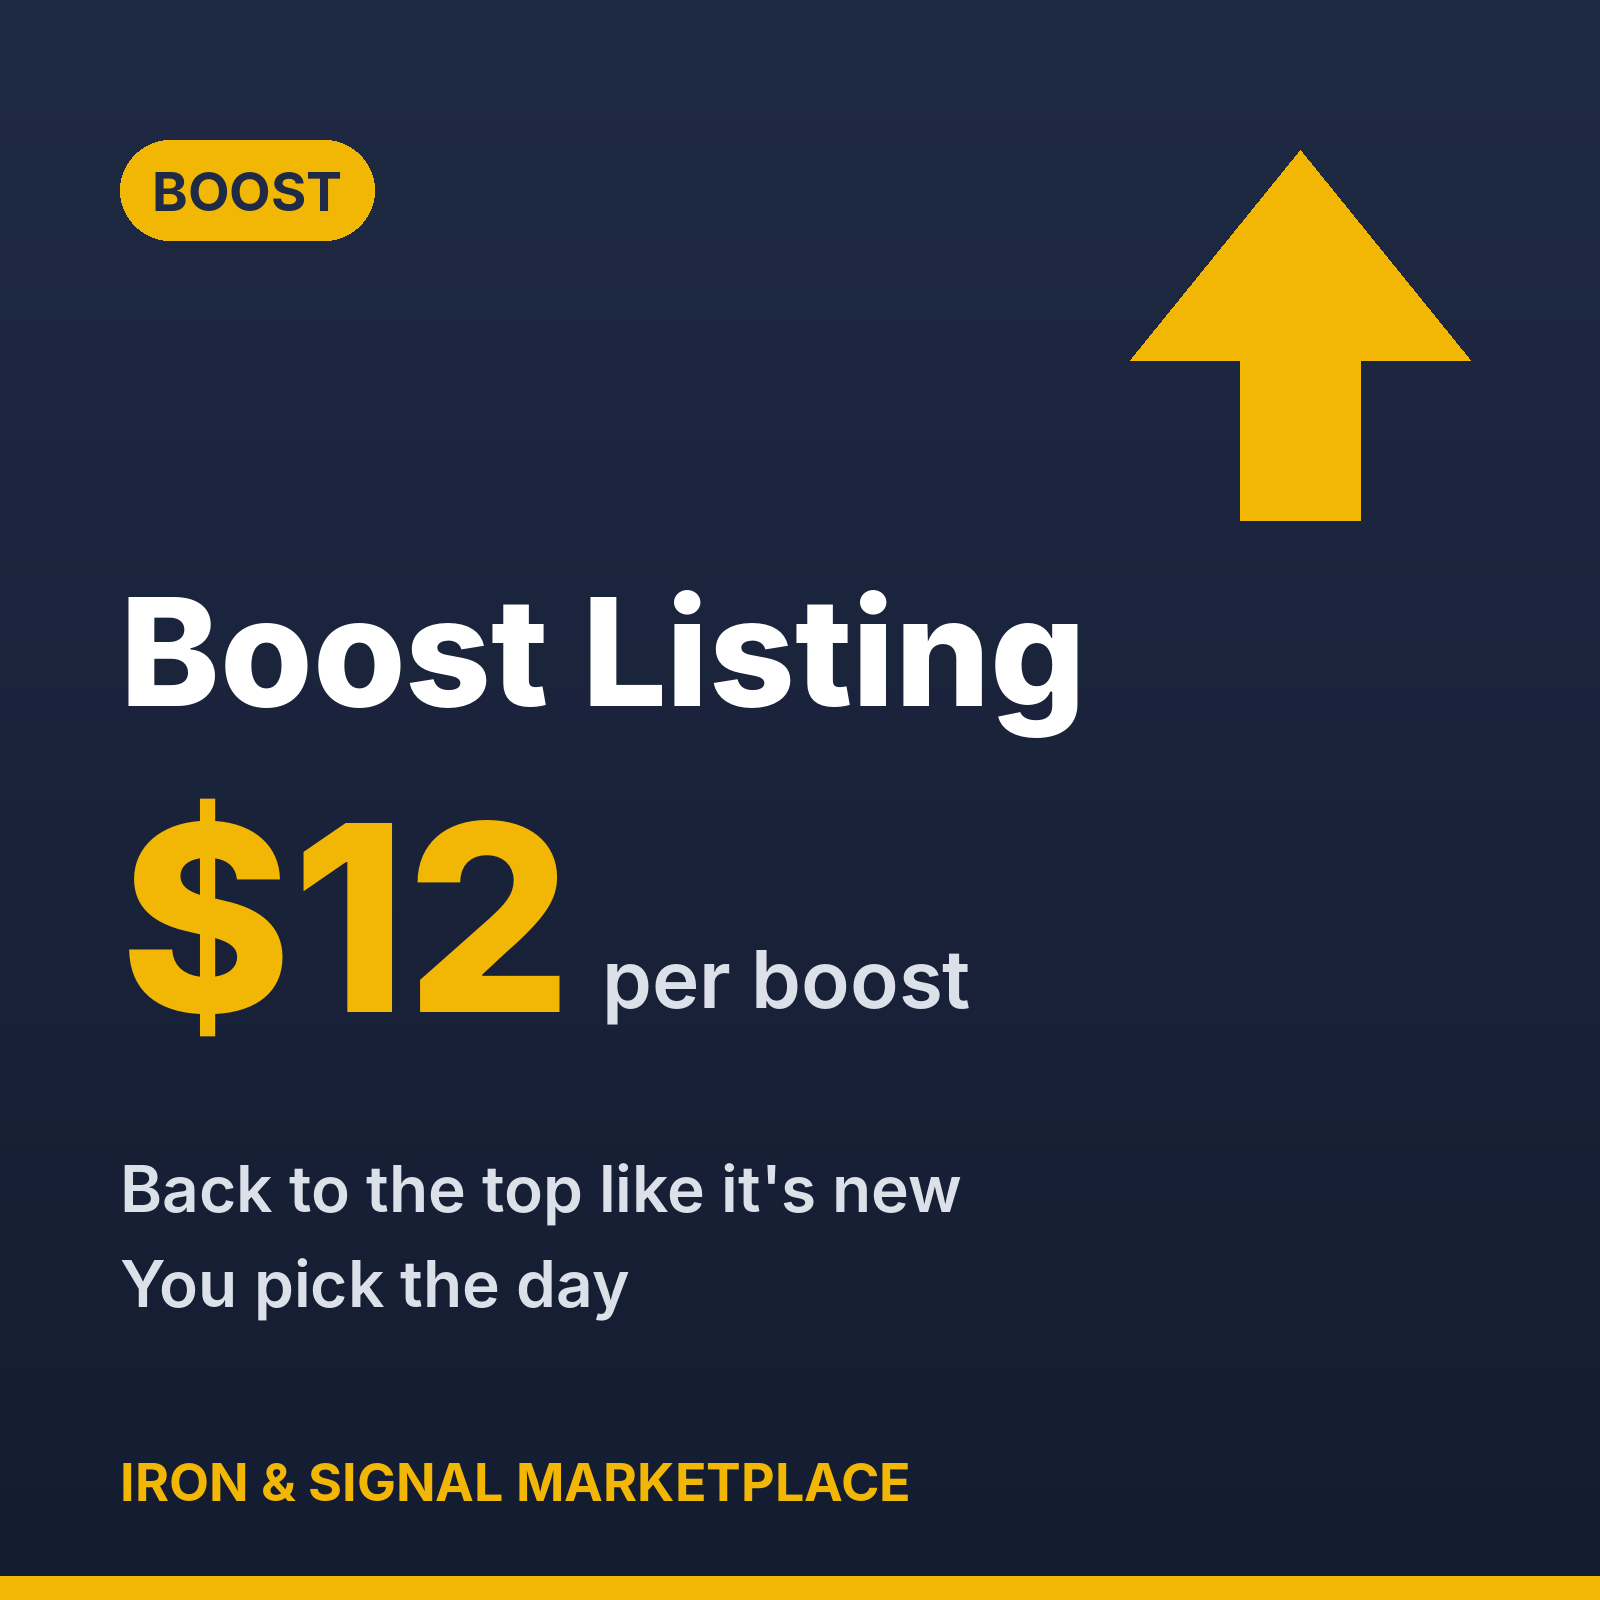 BOOST
Boost Listing
$12 per boost
Back to the top like it's new
You pick the day
IRON & SIGNAL MARKETPLACE